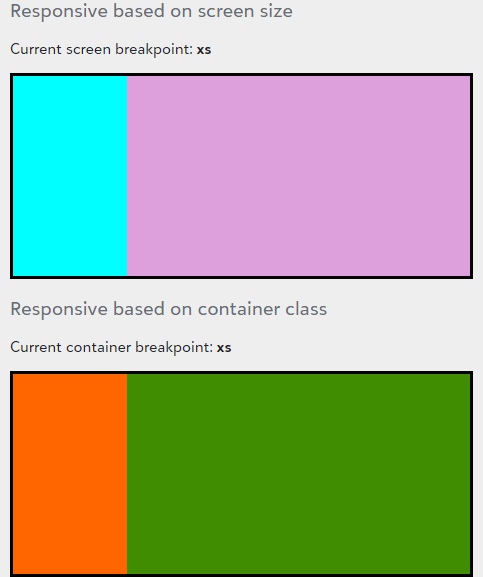 Responsive based on screen size
Current screen breakpoint: xs
Responsive based on container class
Current container breakpoint: xs